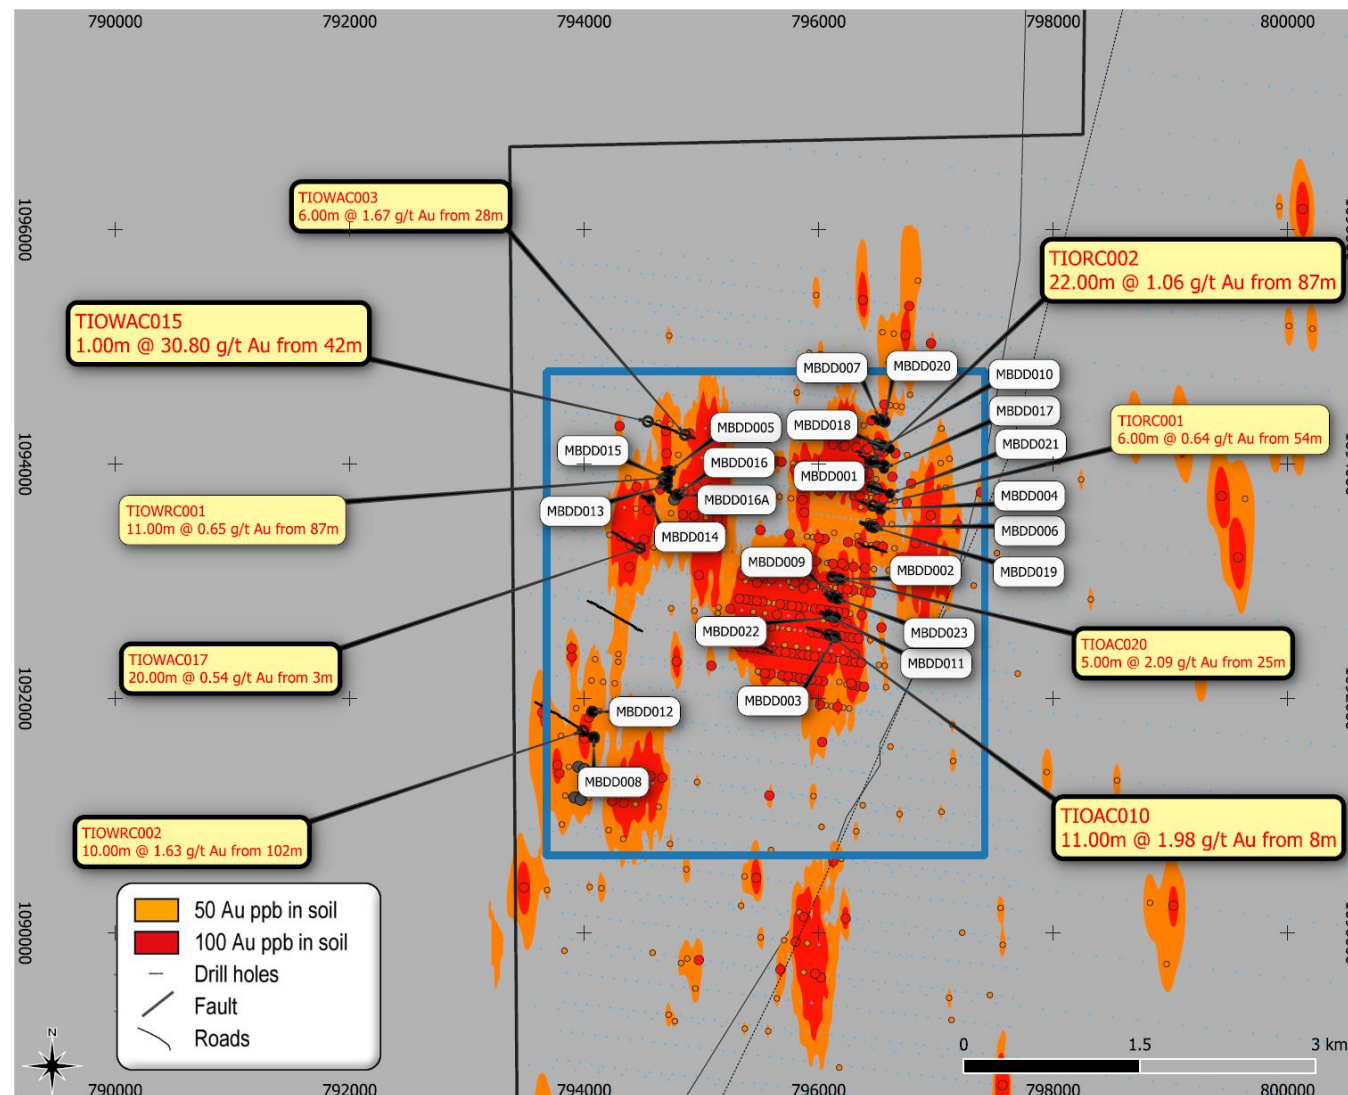 790000
792000
794000
796000
798000
800000
TIOWAC003
6.00m @ 1.67 g/t Au from 28m
1096000
TIORC002
22.00m @ 1.06 g/t Au from 87m
TIOWAC015
1.00m @ 30.80 g/t Au from 42m
MBDD007
MBDD020
MBDD010
MBDD017
MBDD018
MBDD005
MBDD021
TIORC001
6.00m @ 0.64 g/t Au from 54m
MBDD015
MBDD016
MBDD001
1094000
MBDD016A
MBDD004
TIOWRC001
11.00m @ 0.65 g/t Au from 87m
MBDD013
MBDD014
MBDD006
MBDD009
MBDD002
MBDD019
MBDD022
MBDD023
TIOAC020
5.00m @ 2.09 g/t Au from 25m
TIOWAC017
20.00m @ 0.54 g/t Au from 3m
MBDD011
1092000
MBDD003
MBDD012
MBDD008
TIOAC010
11.00m @ 1.98 g/t Au from 8m
TIOWRC002
10.00m @ 1.63 g/t Au from 102m
1090000
50 Au ppb in soil
100 Au ppb in soil
Drill holes
Fault
Roads
N
0
1.5
3 km
790000
792000
794000
796000
798000
800000